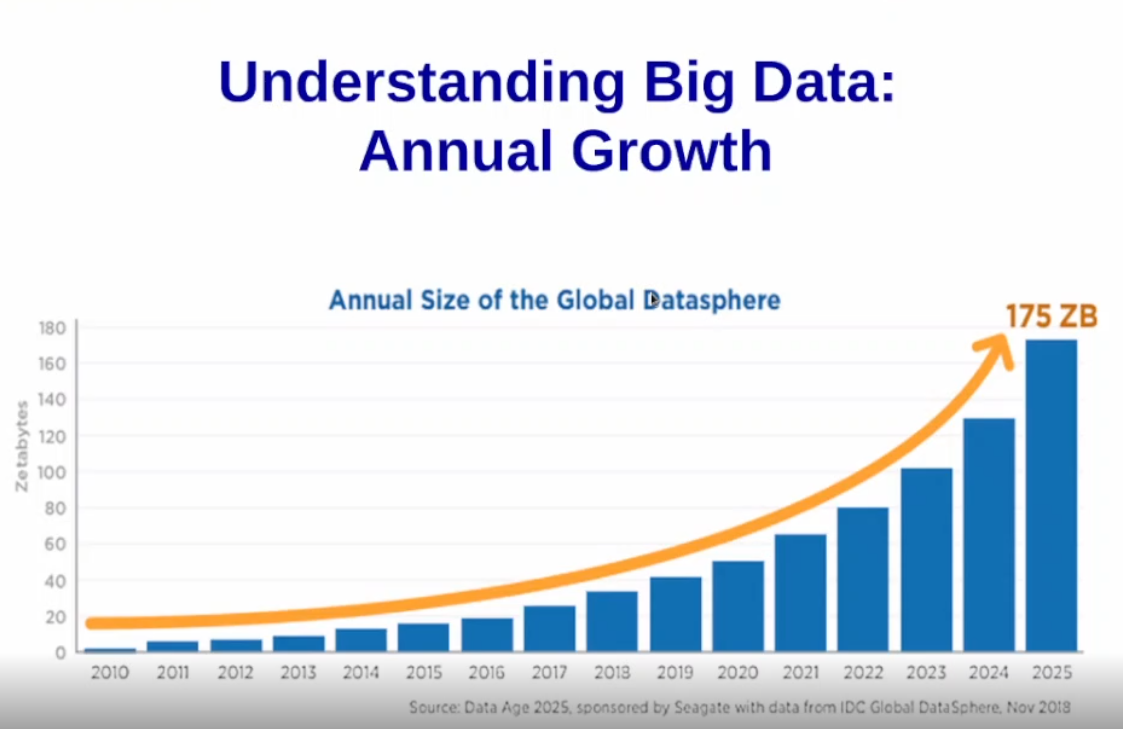 Understanding Big Data:
Annual Growth
Annual Size of the Global Datasphere
175 ZB
180
160
140
120
100
80
60
40
20
0
Zetabytes
2010 2011 2012 2013 2014 2015 2016 2017 2018 2019 2020 2021 2022 2023 2024 2025
Source: Data Age 2025, sponsored by Seagate with data from IDC Global DataSphere, Nov 2018